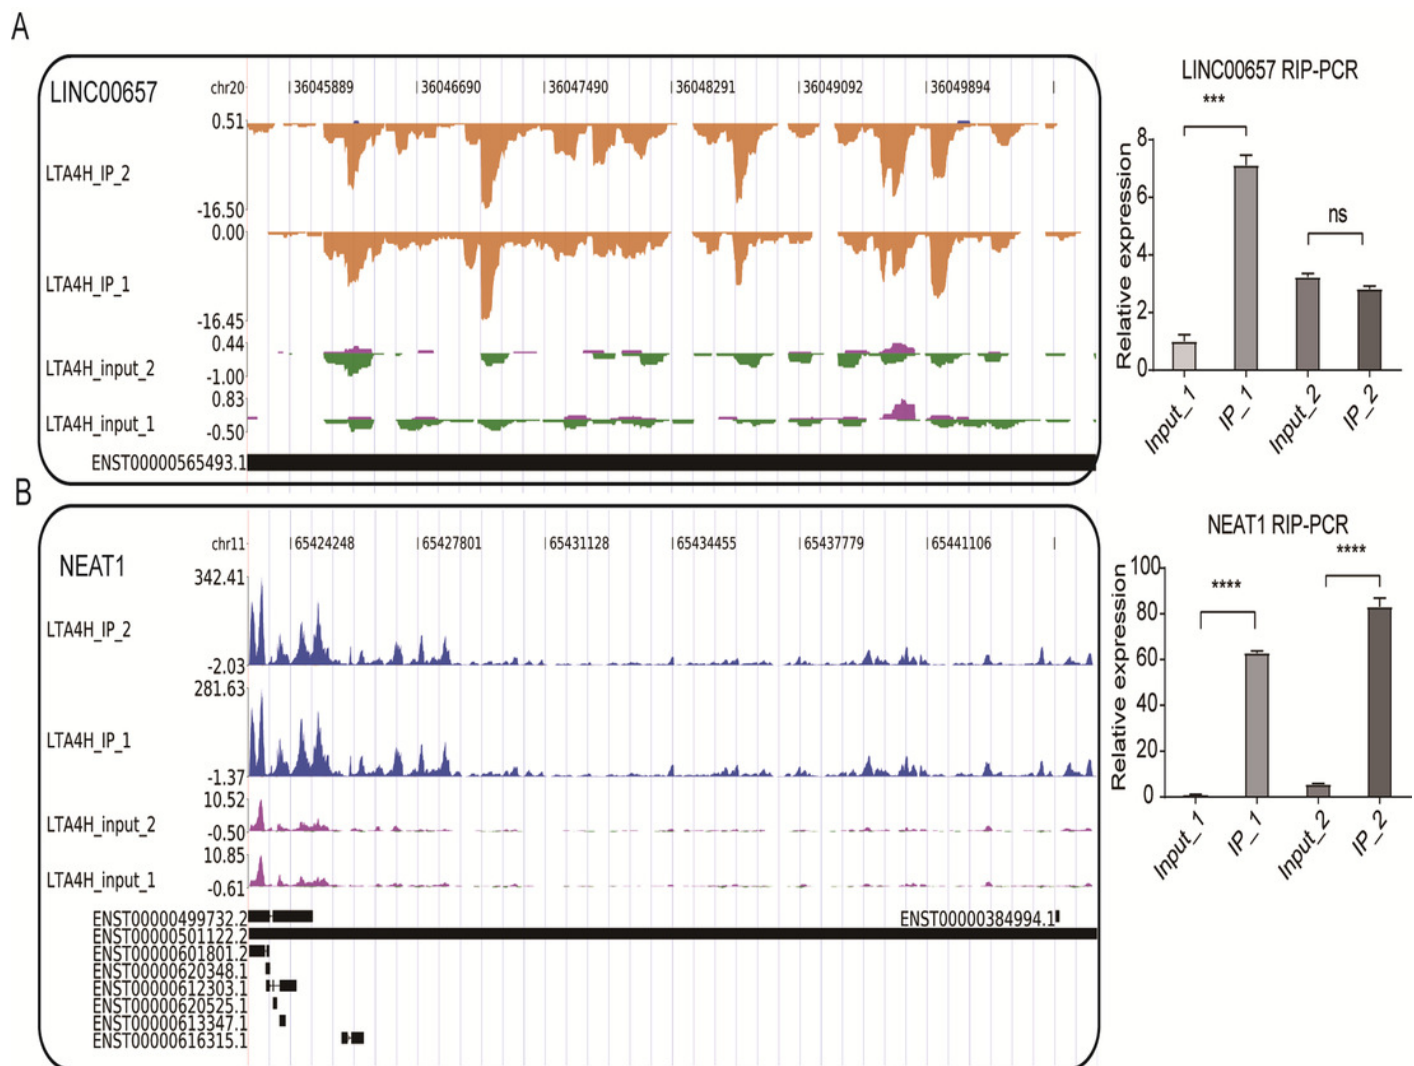 A
LINC00657
chr20
36045889
36046690
36047490
36048291
36049092
36049894
0.51
LTA4H_IP_2
-16.50
0.00
LTA4H_IP_1
-16.45
0.44
LTA4H_input_2
-1.00
0.83
LTA4H_input_1
-0.50
ENST00000565493.1
LINC00657 RIP-PCR
***
ns
Relative expression
8
6
4
2
0
Input_1
IP_1
Input_2
IP_2
B
NEAT1
chr11
65424248
65427801
65431128
65434455
65437779
65441106
342.41
LTA4H_IP_2
-2.03
281.63
LTA4H_IP_1
-1.37
10.52
LTA4H_input_2
-0.50
10.85
LTA4H_input_1
-0.61
ENST00000499732.2
ENST00000384994.1
ENST00000501122.2
ENST00000601801.2
ENST00000620348.1
ENST00000612303.1
ENST00000620525.1
ENST00000613347.1
ENST00000616315.1
NEAT1 RIP-PCR
****
****
Relative expression
100
80
60
40
20
0
Input_1
IP_1
Input_2
IP_2